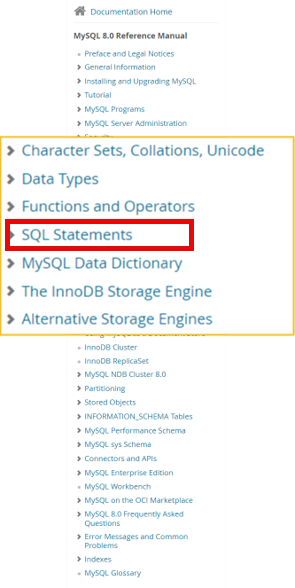 Documentation Home
MySQL 8.0 Reference Manual
Preface and Legal Notices
General Information
Installing and Upgrading MySQL
Tutorial
MySQL Programs
MySQL Server Administration
Character Sets, Collations, Unicode
Data Types
Functions and Operators
SQL Statements
MySQL Data Dictionary
The InnoDB Storage Engine
Alternative Storage Engines
InnoDB Cluster
InnoDB ReplicaSet
MySQL NDB Cluster 8.0
Partitioning
Stored Objects
INFORMATION_SCHEMA Tables
MySQL Performance Schema
MySQL sys Schema
Connectors and APIs
MySQL Enterprise Edition
MySQL Workbench
MySQL on the OCI Marketplace
MySQL 8.0 Frequently Asked
Questions
Error Messages and Common
Problems
Indexes
MySQL Glossary